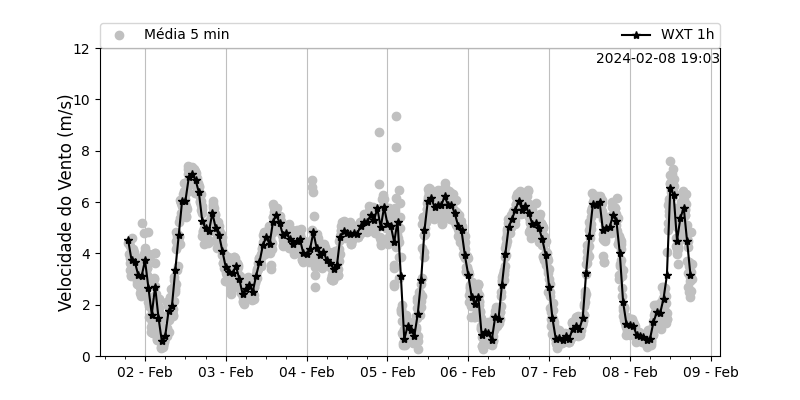 Média 5 min
WXT 1h
2024-02-08 19:03
Velocidade do Vento (m/s)
12
10
8
6
4
2
0
02 - Feb
03 - Feb
04 - Feb
05 - Feb
06 - Feb
07 - Feb
08 - Feb
09 - Feb